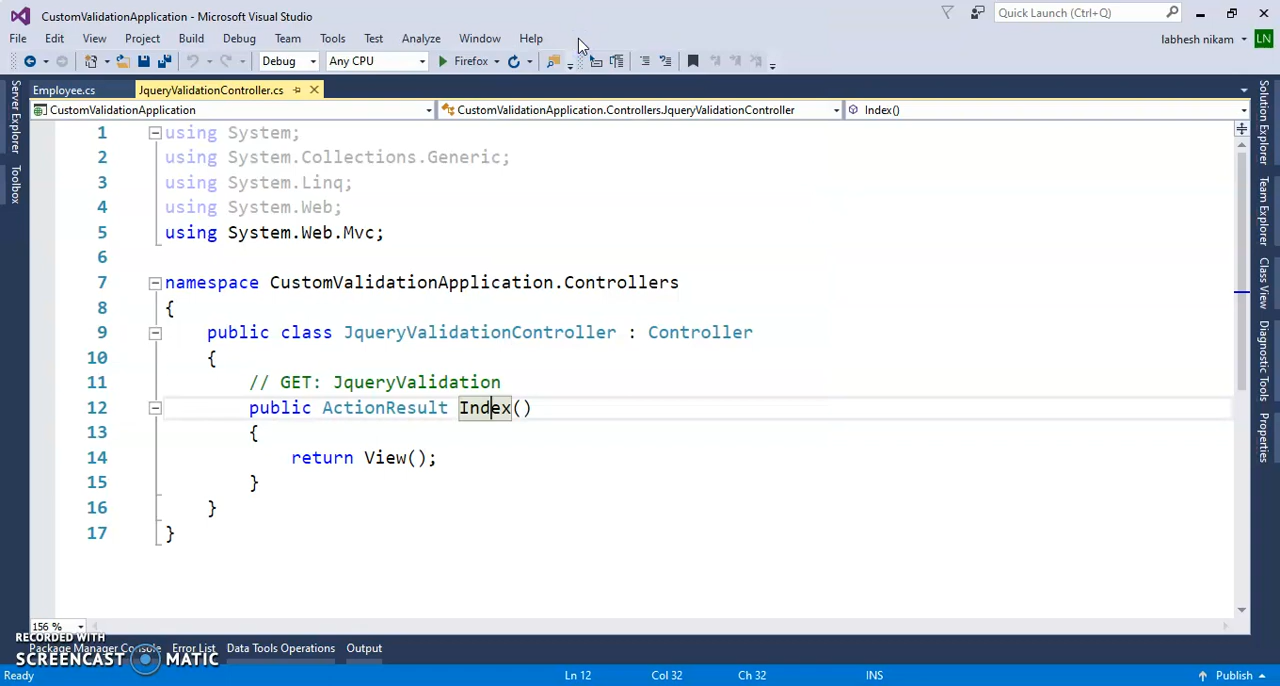 CustomValidationApplication - Microsoft Visual Studio
Quick Launch (Ctrl+Q)
File Edit View Project Build Debug Team Tools Test Analyze Window Help
labhesh nikam LN
Debug Any CPU Firefox
Employee.cs JqueryValidationController.cs
CustomValidationApplication CustomValidationApplication.Controllers.JqueryValidationController Index()
Server Explorer
Toolbox
1 using System;
2 using System.Collections.Generic;
3 using System.Linq;
4 using System.Web;
5 using System.Web.Mvc;
6
7 namespace CustomValidationApplication.Controllers
8 {
9 public class JqueryValidationController : Controller
10 {
11 // GET: JqueryValidation
12 public ActionResult Index()
13 {
14 return View();
15 }
16 }
17 }
Solution Explorer
Team Explorer
Class View
Diagnostic Tools
Properties
156 %
RECORDED WITH
SCREENCAST MATIC
Package Manager Console Error List Data Tools Operations Output
Ready Ln 12 Col 32 Ch 32 INS Publish